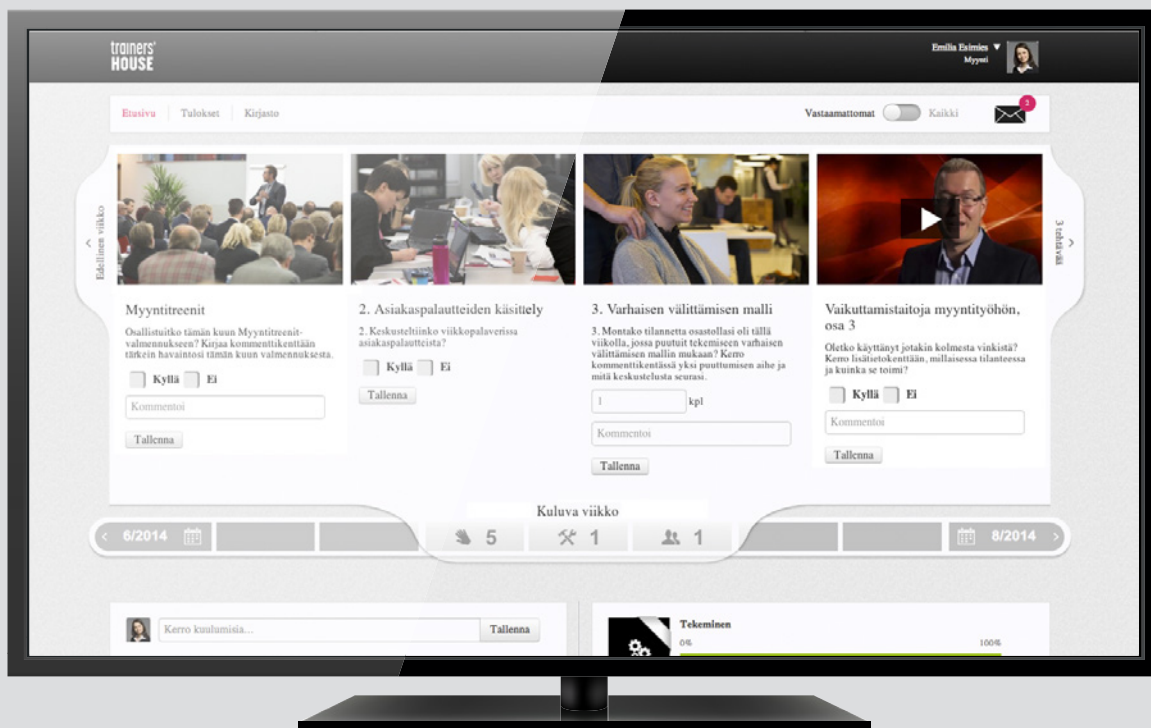 trainers'
HOUSE
Emilia Esimies ▼
Myynti
Etusivu
Tulokset
Kirjasto
Vastaamattomat
Kaikki
3
Edellinen viikko
3 tehtävää
Myyntitreenit
Osallistuitko tämän kuun Myyntitreenit-
valmennukseen? Kirjaa kommenttikenttään
tärkein havaintosi tämän kuun valmennuksesta.
Kyllä
Ei
Kommentoi
Tallenna
2. Asiakaspalautteiden käsittely
2. Keskusteltiinko viikkopalaverissa
asiakaspalautteista?
Kyllä
Ei
Tallenna
3. Varhaisen välittämisen malli
3. Montako tilannetta osastollasi oli tällä
viikolla, jossa puutuit tekemiseen varhaisen
välittämisen mallin mukaan? Kerro
kommenttikentässä yksi puuttumisen aihe ja
mitä keskustelusta seurasi.
1
kpl
Kommentoi
Tallenna
Vaikuttamistaitoja myyntityöhön,
osa 3
Oletko käyttänyt jotakin kolmesta vinkistä?
Kerro lisätietokenttään, millaisessa tilanteessa
ja kuinka se toimi?
Kyllä
Ei
Kommentoi
Tallenna
Kuluva viikko
6/2014
5
1
1
8/2014
Kerro kuulumisia...
Tallenna
Tekeminen
0%
100%